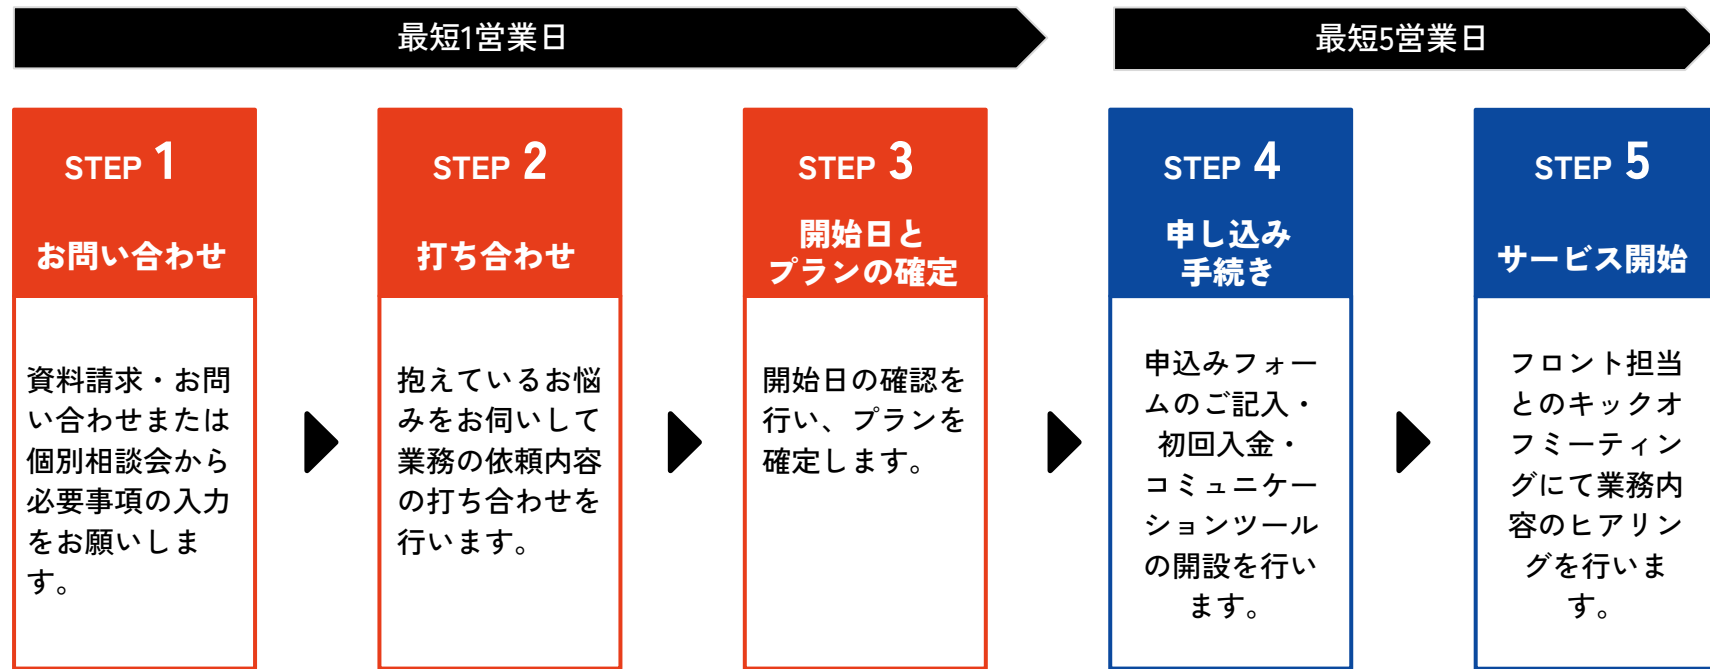 最短1営業日
最短5営業日
STEP 1
お問い合わせ
資料請求・お問
い合わせまたは
個別相談会から
必要事項の入力
をお願いしま
す。
STEP 2
打ち合わせ
抱えているお悩
みをお伺いして
業務の依頼内容
の打ち合わせを
行います。
STEP 3
開始日と
プランの確定
開始日の確認を
行い、プランを
確定します。
STEP 4
申し込み
手続き
申込みフォー
ムのご記入・
初回入金・
コミュニケー
ションツール
の開設を行い
ます。
STEP 5
サービス開始
フロント担当
とのキックオ
フミーティン
グにて業務内
容のヒアリン
グを行いま
す。